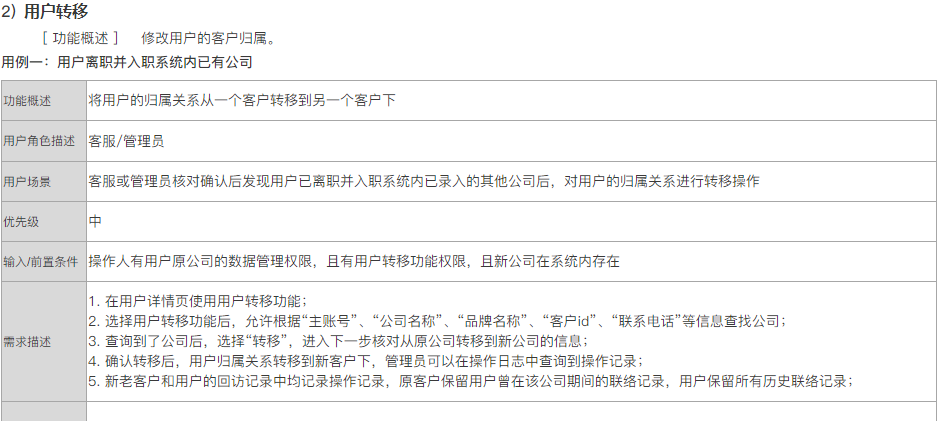 2) 用户转移
[ 功能概述 ] 修改用户的客户归属。
用例一：用户离职并入职系统内已有公司
功能概述 将用户的归属关系从一个客户转移到另一个客户下
用户角色描述 客服/管理员
用户场景 客服或管理员核对确认后发现用户已离职并入职系统内已录入的其他公司后，对用户的归属关系进行转移操作
优先级 中
输入/前置条件 操作人有用户原公司的数据管理权限，且有用户转移功能权限，且新公司在系统内存在
需求描述
1. 在用户详情页使用用户转移功能；
2. 选择用户转移功能后，允许根据“主账号”、“公司名称”、“品牌名称”、“客户id”、“联系电话”等信息查找公司；
3. 查询到了公司后，选择“转移”，进入下一步核对从原公司转移到新公司的信息；
4. 确认转移后，用户归属关系转移到新客户下，管理员可以在操作日志中查询到操作记录；
5. 新老客户和用户的回访记录中均记录操作记录，原客户保留用户曾在该公司期间的联络记录，用户保留所有历史联络记录；